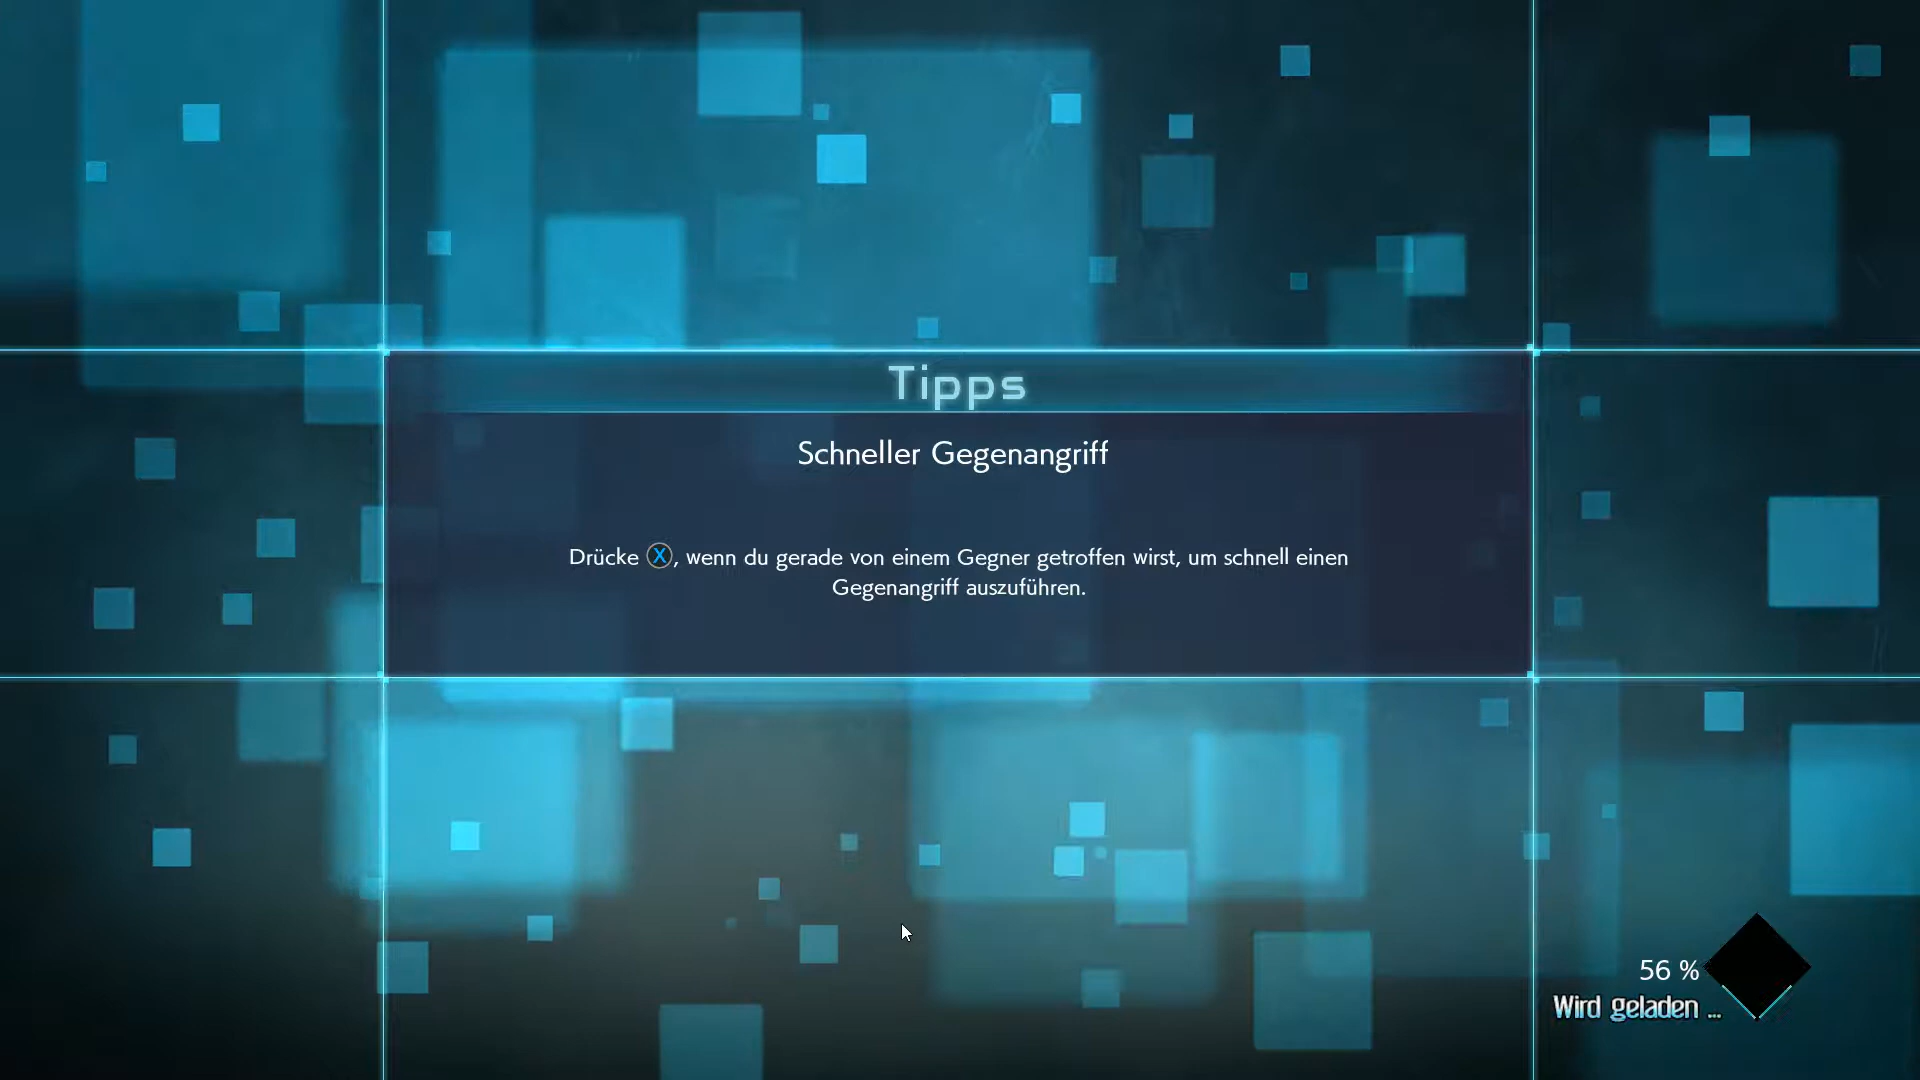 Tipps
Schneller Gegenangriff
Drücke Ⓧ, wenn du gerade von einem Gegner getroffen wirst, um schnell einen
Gegenangriff auszuführen.
56 %
Wird geladen ...